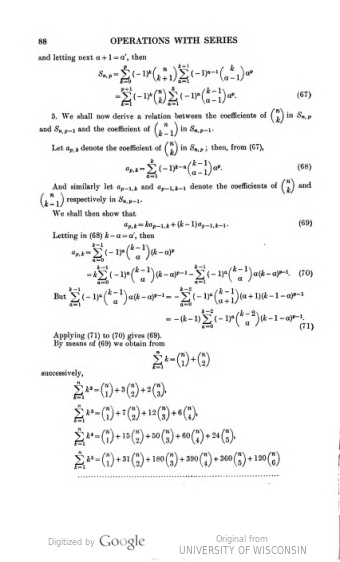 88 OPERATIONS WITH SERIES
and letting next a+1=a', then
S_{n,p} = \sum_{k=0}^{p} (-1)^k \binom{n}{k+1} \sum_{a=1}^{k+1} (-1)^{a-1} \binom{k}{a-1} a^p
= \sum_{k=1}^{p+1} (-1)^k \binom{n}{k} \sum_{a=1}^{k} (-1)^a \binom{k-1}{a-1} a^p. (67)
5. We shall now derive a relation between the coefficients of \binom{n}{k} in S_{n,p}
and S_{n,p-1} and the coefficient of \binom{n}{k-1} in S_{n,p-1}.
Let a_{p,k} denote the coefficient of \binom{n}{k} in S_{n,p}; then, from (67),
a_{p,k} = \sum_{a=1}^{k} (-1)^{k-a} \binom{k-1}{a-1} a^p. (68)
And similarly let a_{p-1,k} and a_{p-1,k-1} denote the coefficients of \binom{n}{k} and
\binom{n}{k-1} respectively in S_{n,p-1}.
We shall then show that
a_{p,k} = k a_{p-1,k} + (k-1) a_{p-1,k-1}. (69)
Letting in (68) k-a=a', then
a_{p,k} = \sum_{a=0}^{k-1} (-1)^a \binom{k-1}{a} (k-a)^p
= k \sum_{a=0}^{k-1} (-1)^a \binom{k-1}{a} (k-a)^{p-1} - \sum_{a=1}^{k-1} (-1)^a \binom{k-1}{a} a(k-a)^{p-1}. (70)
But \sum_{a=1}^{k-1} (-1)^a \binom{k-1}{a} a(k-a)^{p-1} = -\sum_{a=0}^{k-2} (-1)^a \binom{k-1}{a+1} (a+1)(k-1-a)^{p-1}
= -(k-1) \sum_{a=0}^{k-2} (-1)^a \binom{k-2}{a} (k-1-a)^{p-1}. (71)
Applying (71) to (70) gives (69).
By means of (69) we obtain from
\sum_{k=1}^{n} k = \binom{n}{1} + \binom{n}{2}
successively,
\sum_{k=1}^{n} k^2 = \binom{n}{1} + 3\binom{n}{2} + 2\binom{n}{3},
\sum_{k=1}^{n} k^3 = \binom{n}{1} + 7\binom{n}{2} + 12\binom{n}{3} + 6\binom{n}{4},
\sum_{k=1}^{n} k^4 = \binom{n}{1} + 15\binom{n}{2} + 50\binom{n}{3} + 60\binom{n}{4} + 24\binom{n}{5},
\sum_{k=1}^{n} k^5 = \binom{n}{1} + 31\binom{n}{2} + 180\binom{n}{3} + 390\binom{n}{4} + 360\binom{n}{5} + 120\binom{n}{6}
Digitized by Google
Original from
UNIVERSITY OF WISCONSIN